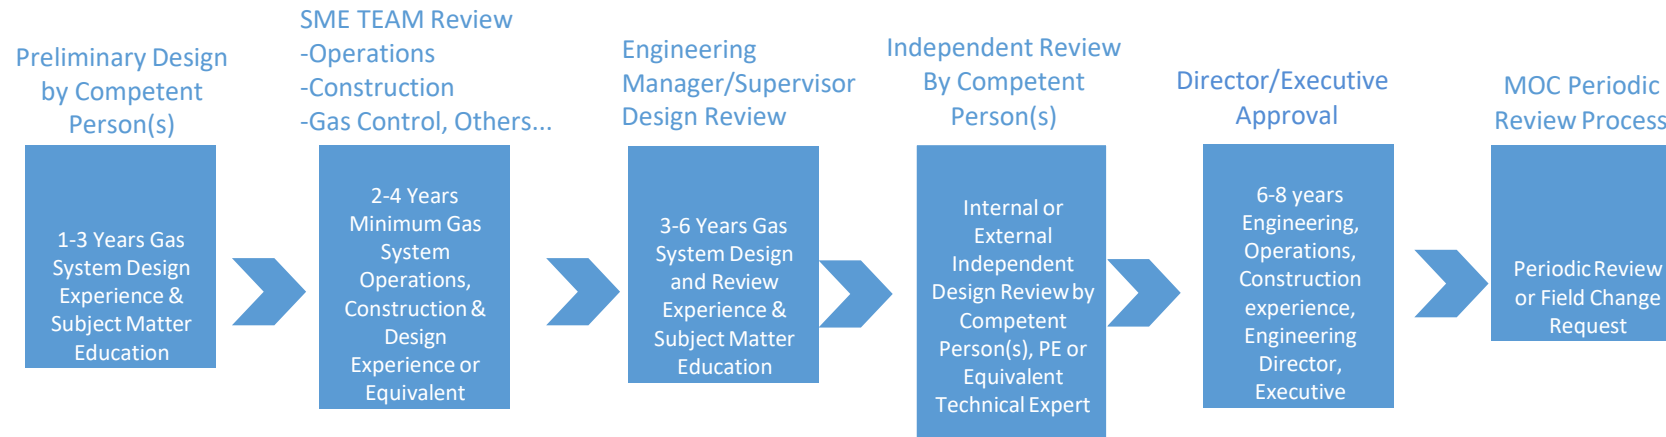 Preliminary Design
by Competent
Person(s)
1-3 Years Gas
System Design
Experience &
Subject Matter
Education
SME TEAM Review
-Operations
-Construction
-Gas Control, Others...
2-4 Years
Minimum Gas
System
Operations,
Construction &
Design
Experience or
Equivalent
Engineering
Manager/Supervisor
Design Review
3-6 Years Gas
System Design
and Review
Experience &
Subject Matter
Education
Independent Review
By Competent
Person(s)
Internal or
External
Independent
Design Review by
Competent
Person(s), PE or
Equivalent
Technical Expert
Director/Executive
Approval
6-8 years
Engineering,
Operations,
Construction
experience,
Engineering
Director,
Executive
MOC Periodic
Review Process
Periodic Review
or Field Change
Request